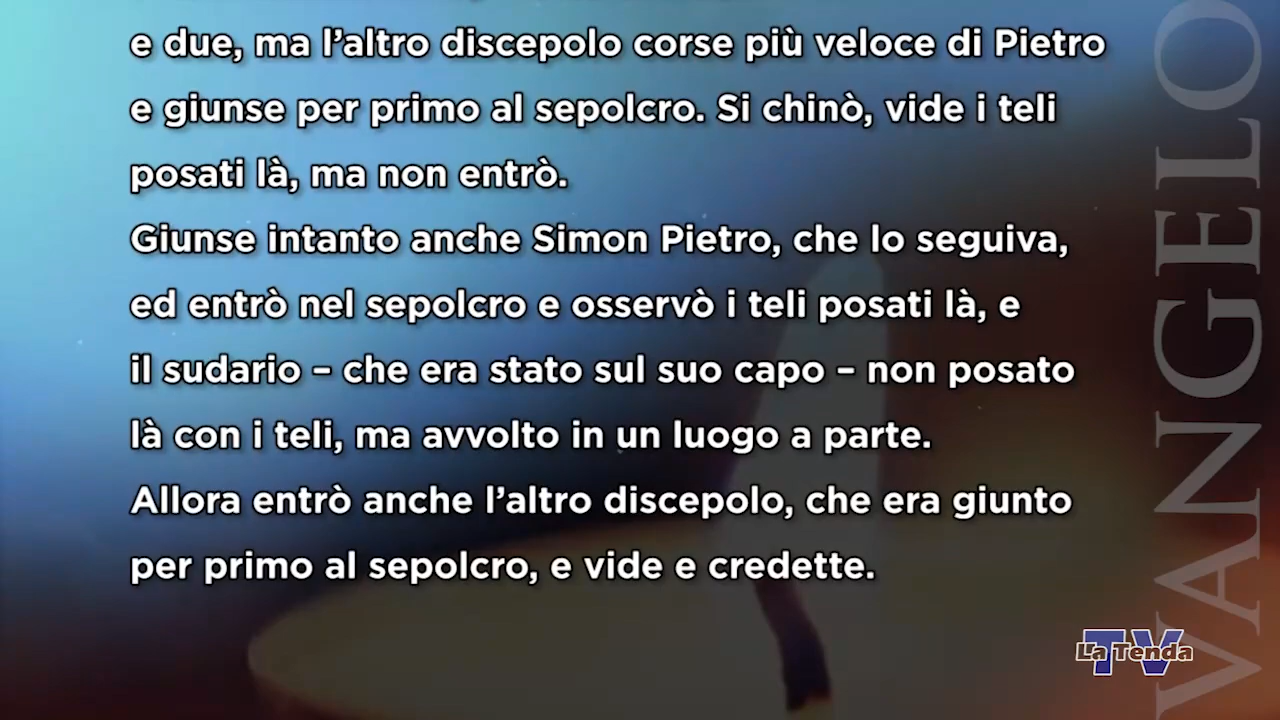 e due, ma l’altro discepolo corse più veloce di Pietro
e giunse per primo al sepolcro. Si chinò, vide i teli
posati là, ma non entrò.
Giunse intanto anche Simon Pietro, che lo seguiva,
ed entrò nel sepolcro e osservò i teli posati là, e
il sudario – che era stato sul suo capo – non posato
là con i teli, ma avvolto in un luogo a parte.
Allora entrò anche l’altro discepolo, che era giunto
per primo al sepolcro, e vide e credette.
VANGELO
TV
La Tenda